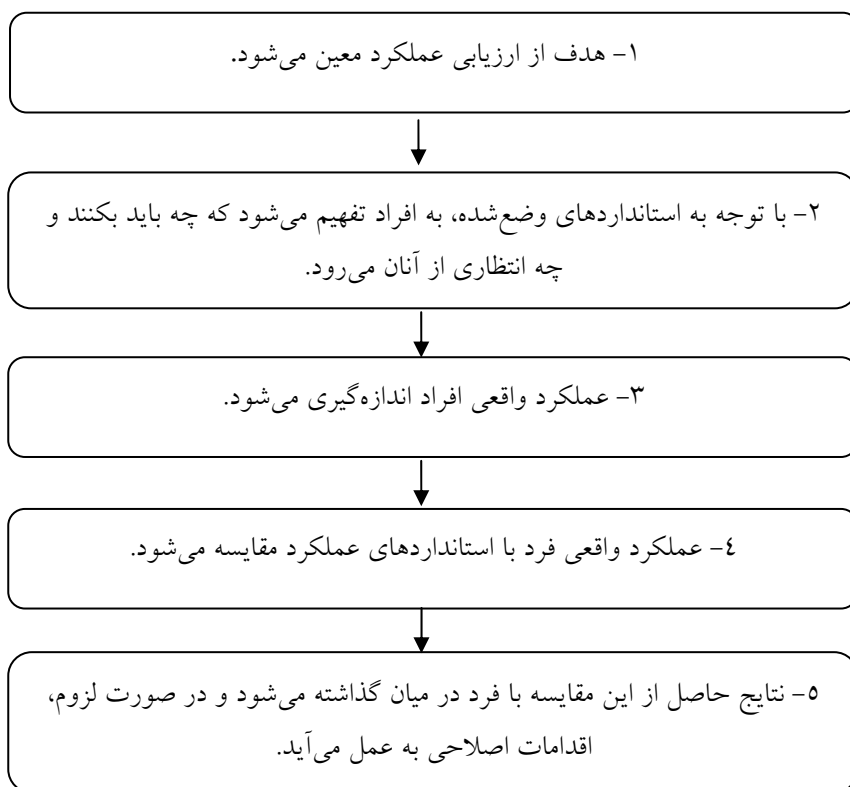 ۱- هدف از ارزیابی عملکرد معین می‌شود.
۲- با توجه به استانداردهای وضع‌شده، به افراد تفهیم می‌شود که چه باید بکنند و
چه انتظاری از آنان می‌رود.
۳- عملکرد واقعی افراد اندازه‌گیری می‌شود.
٤- عملکرد واقعی فرد با استانداردهای عملکرد مقایسه می‌شود.
٥- نتایج حاصل از این مقایسه با فرد در میان گذاشته می‌شود و در صورت لزوم،
اقدامات اصلاحی به عمل می‌آید.